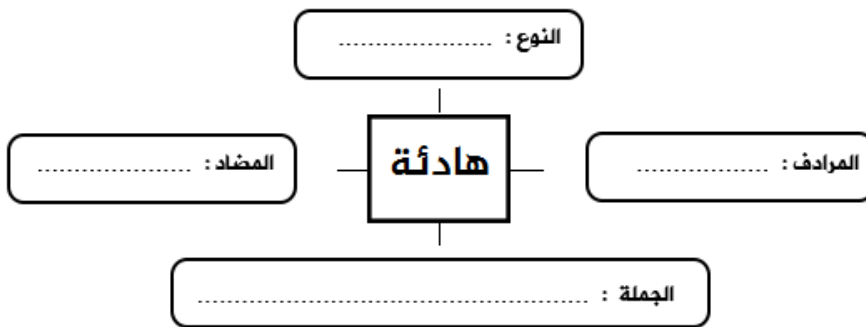 النوع : ......................
المرادف : ...................
هادئة
المضاد : ......................
الجملة : ........................................................